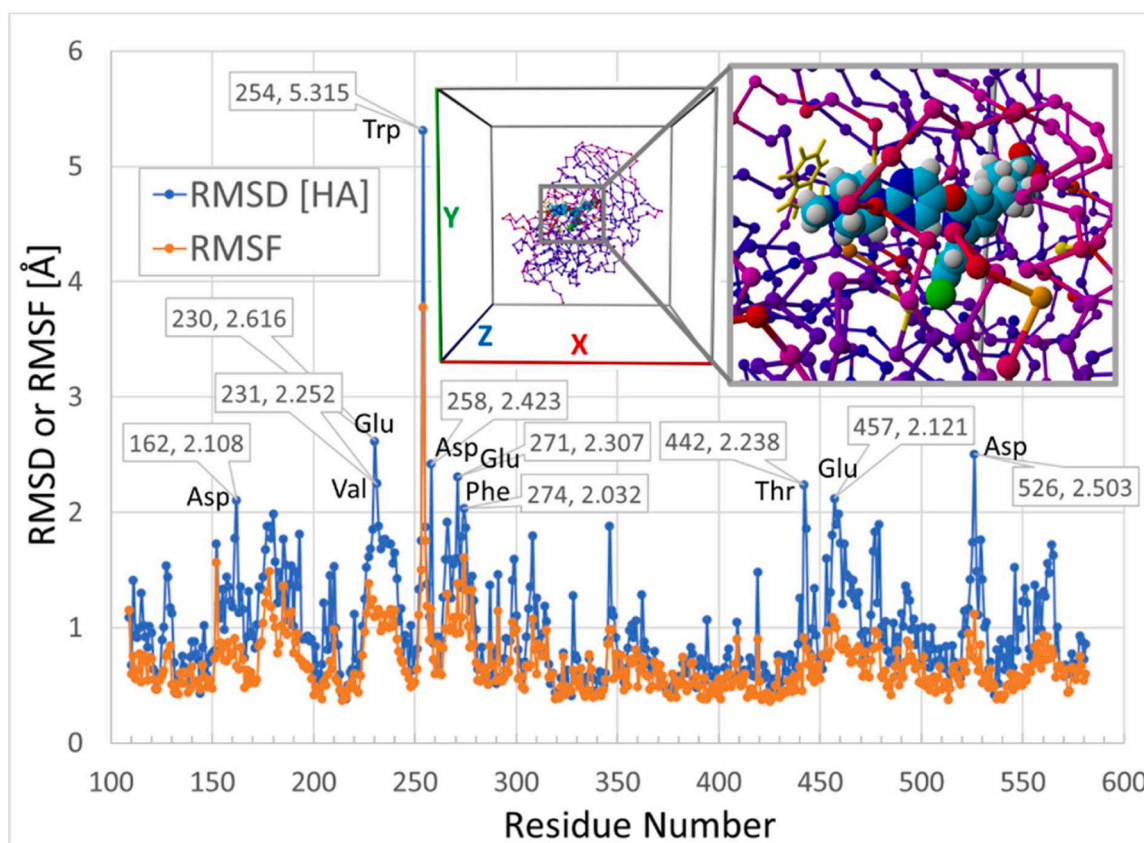 6
5
4
3
2
1
0
RMSD or RMSF [Å]
254, 5.315
Trp
RMSD [HA]
RMSF
Y
Z
X
230, 2.616
231, 2.252
Glu
162, 2.108
Asp
Val
258, 2.423
Asp
271, 2.307
Glu
Phe
274, 2.032
442, 2.238
Thr
457, 2.121
Glu
Asp
526, 2.503
100 150 200 250 300 350 400 450 500 550 600
Residue Number